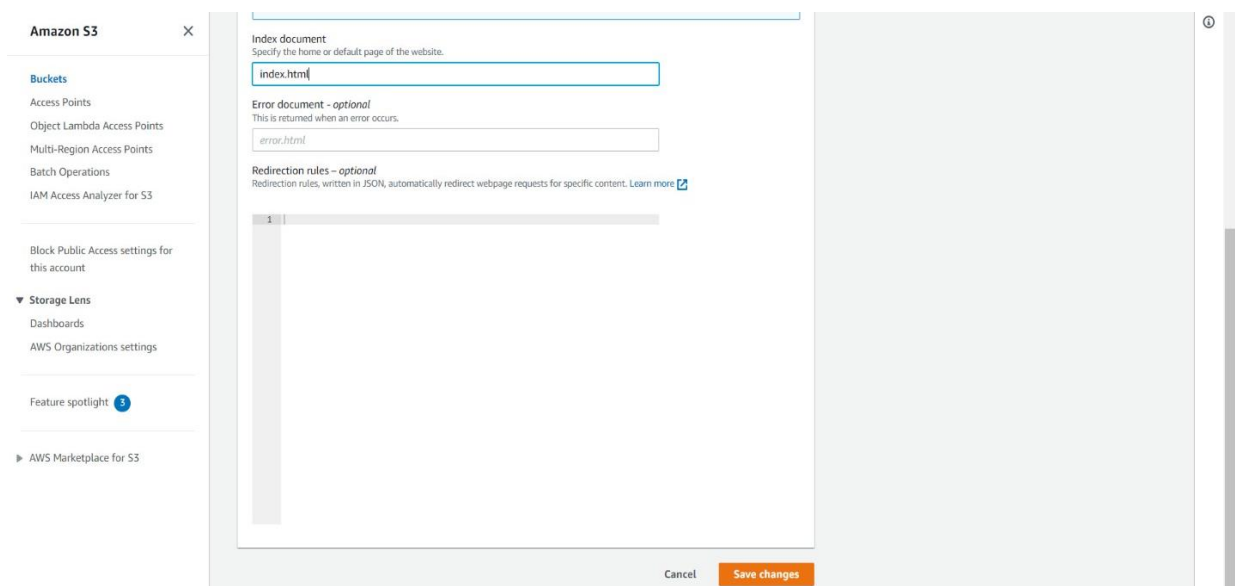 Amazon S3
Buckets
Access Points
Object Lambda Access Points
Multi-Region Access Points
Batch Operations
IAM Access Analyzer for S3
Block Public Access settings for
this account
Storage Lens
Dashboards
AWS Organizations settings
Feature spotlight 3
AWS Marketplace for S3
Index document
Specify the home or default page of the website.
index.html
Error document - optional
This is returned when an error occurs.
error.html
Redirection rules – optional
Redirection rules, written in JSON, automatically redirect webpage requests for specific content. Learn more
1
Cancel
Save changes